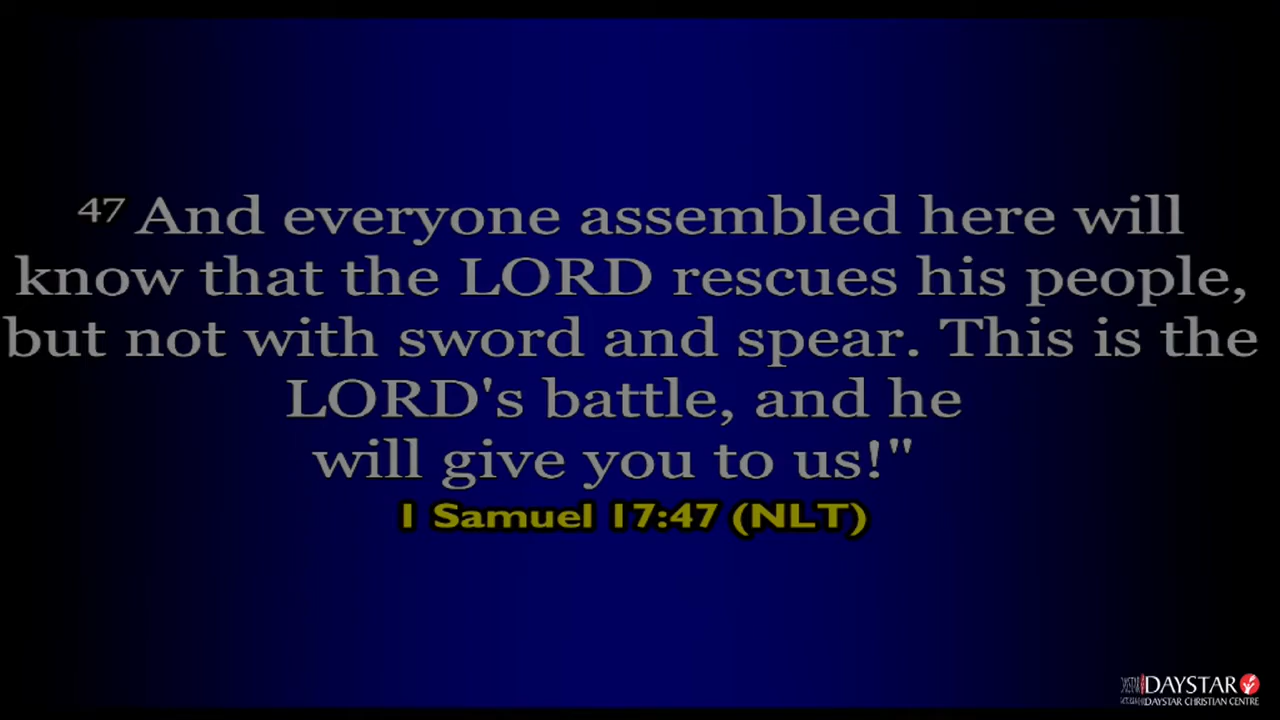 47 And everyone assembled here will
know that the LORD rescues his people,
but not with sword and spear. This is the
LORD's battle, and he
will give you to us!"
1 Samuel 17:47 (NLT)
DAYSTAR
DAYSTAR CHRISTIAN CENTRE